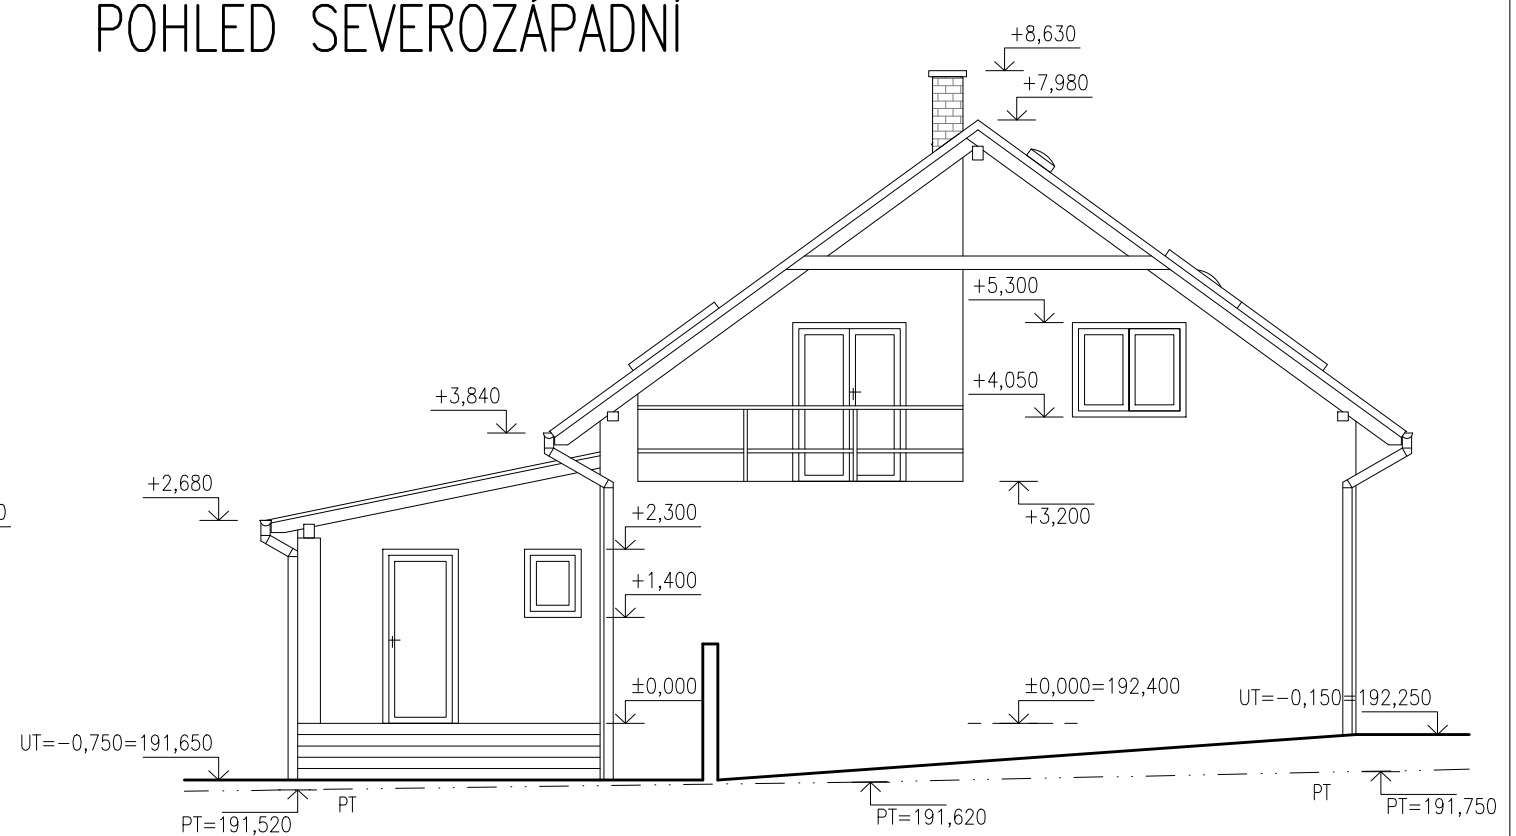 POHLED SEVEROZÁPADNÍ
+8,630
+7,980
+5,300
+4,050
+3,840
+2,680
0
+2,300
+3,200
+1,400
±0,000
±0,000=192,400
UT=-0,150=192,250
UT=-0,750=191,650
PT
PT
PT=191,520
PT=191,620
PT=191,750